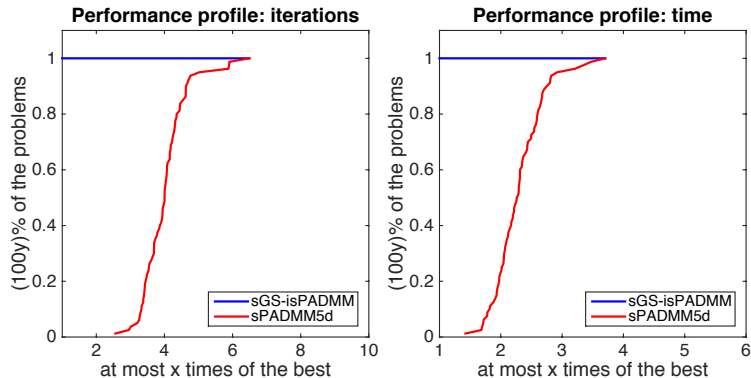 Performance profile: iterations
(100y)% of the problems
1
0.8
0.6
0.4
0.2
0
2
4
6
8
10
at most x times of the best
sGS-isPADMM
sPADMM5d
Performance profile: time
(100y)% of the problems
1
0.8
0.6
0.4
0.2
0
1
2
3
4
5
6
at most x times of the best
sGS-isPADMM
sPADMM5d